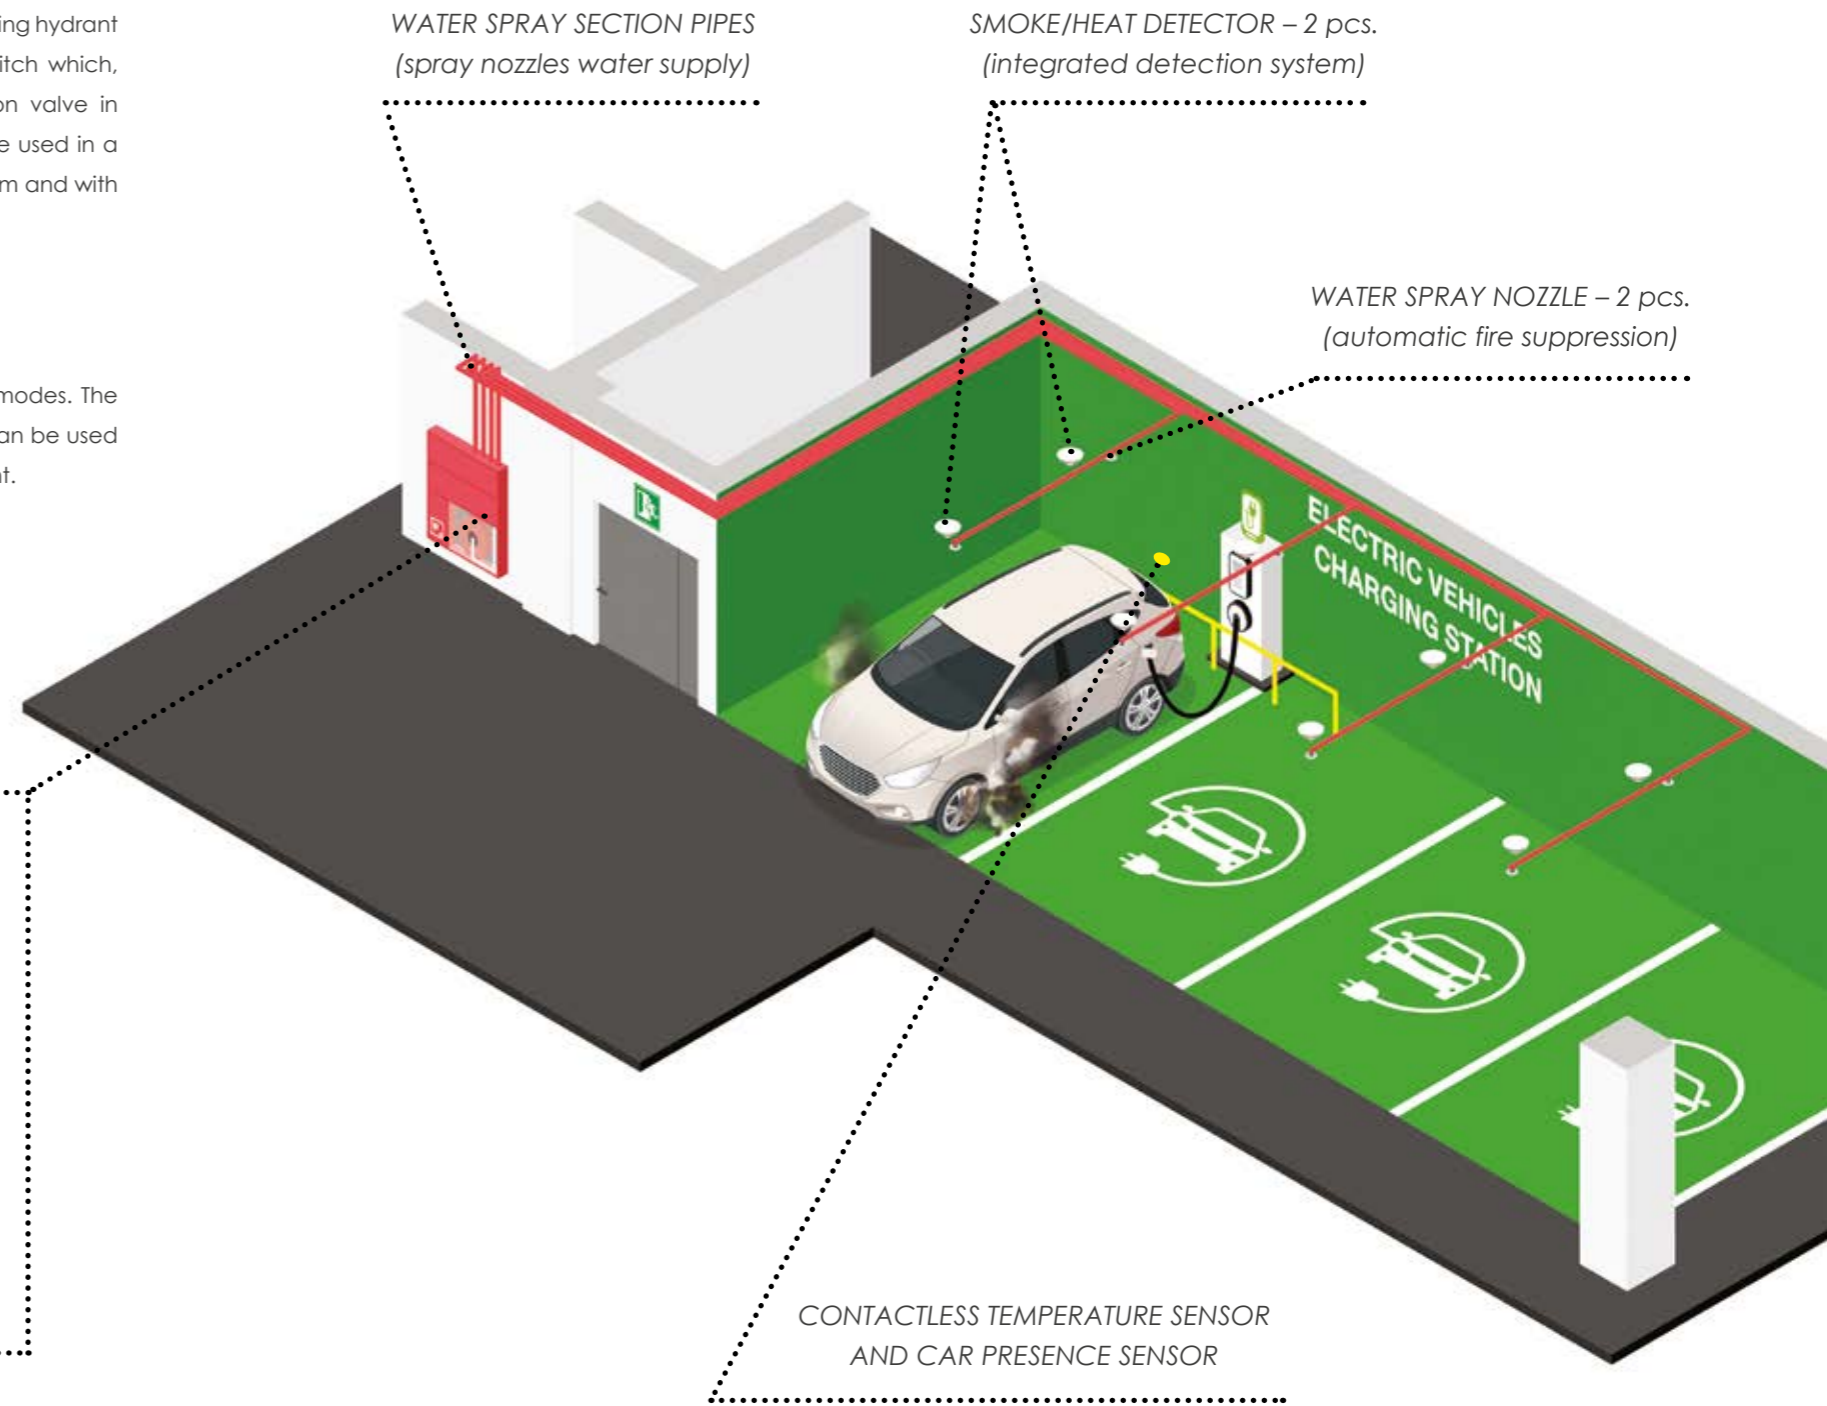 ing hydrant
itch which,
on valve in
e used in a
m and with
modes. The
an be used
nt.
WATER SPRAY SECTION PIPES
(spray nozzles water supply)
SMOKE/HEAT DETECTOR – 2 pcs.
(integrated detection system)
WATER SPRAY NOZZLE – 2 pcs.
(automatic fire suppression)
ELECTRIC VEHICLES
CHARGING STATION
CONTACTLESS TEMPERATURE SENSOR
AND CAR PRESENCE SENSOR